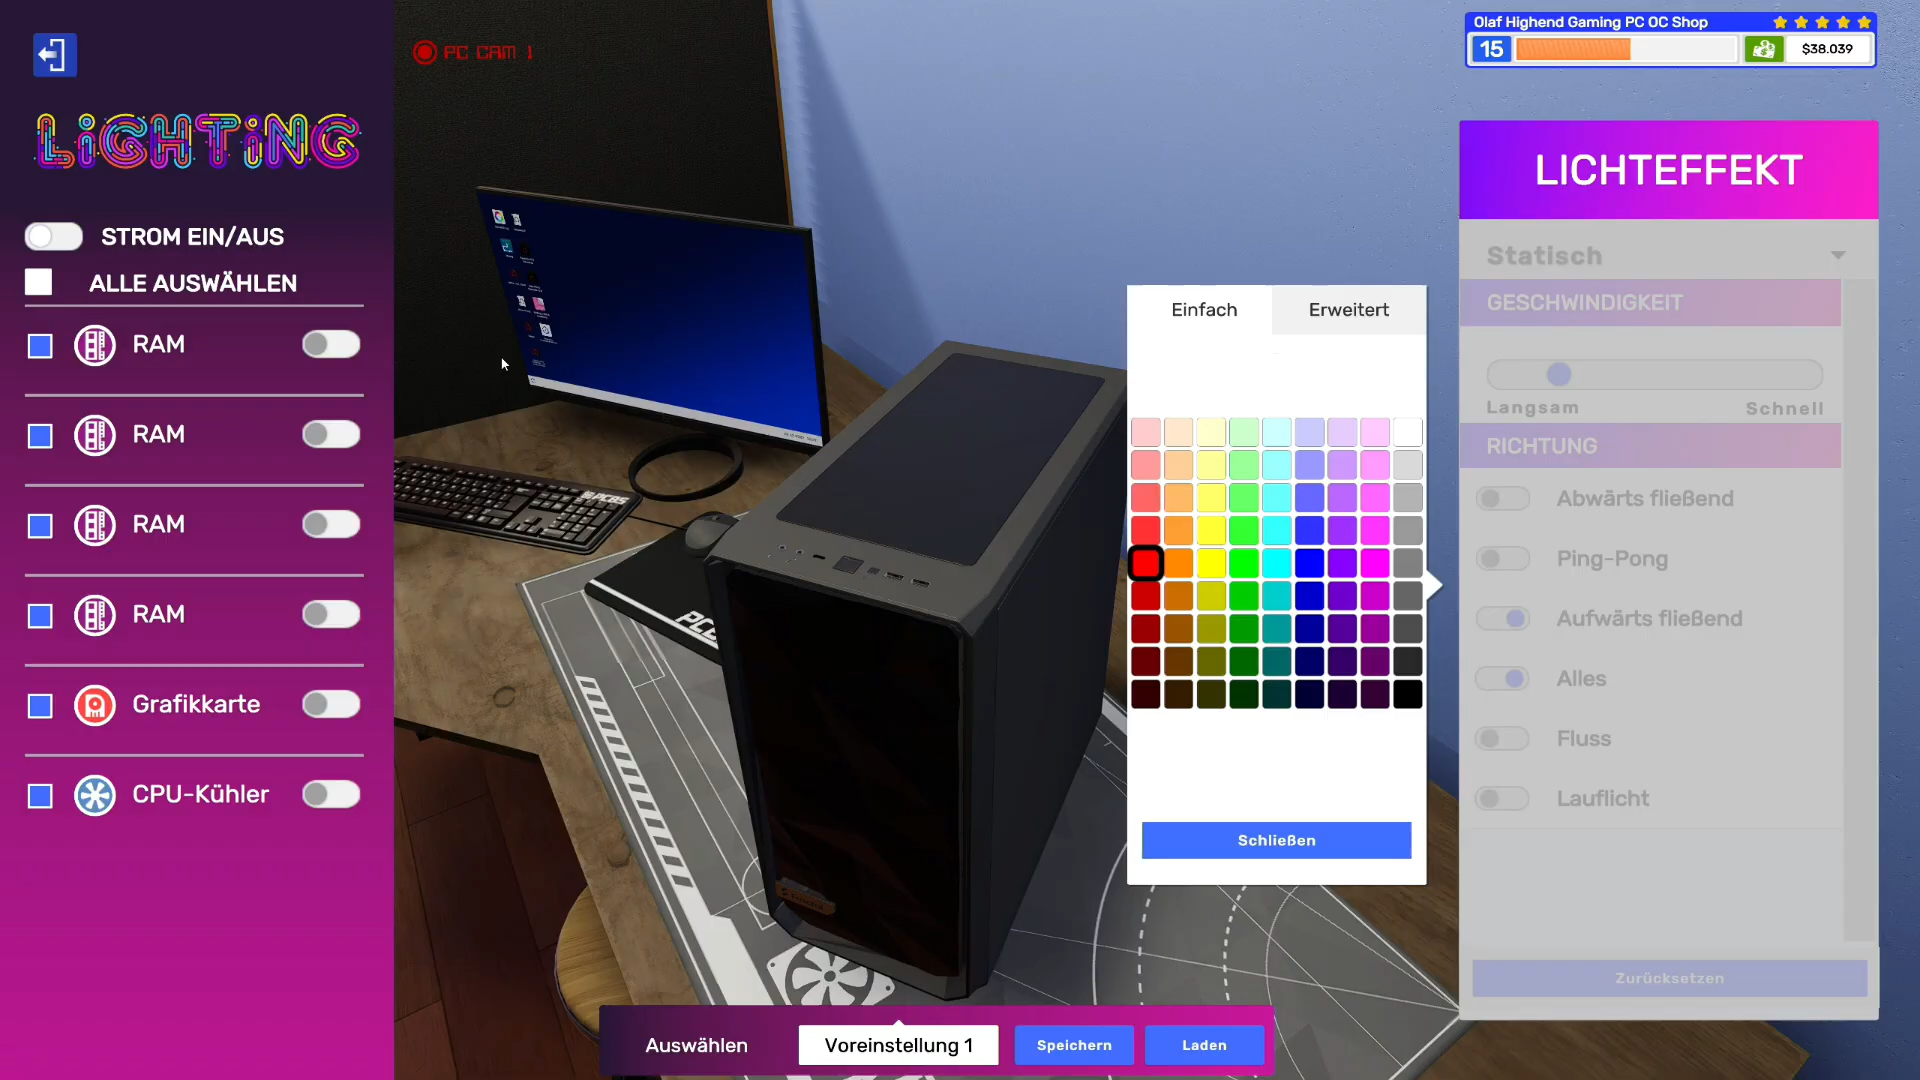 PC CAM 1
Olaf Highend Gaming PC OC Shop
15
$38.039
LiGHTiNG
STROM EIN/AUS
ALLE AUSWÄHLEN
RAM
RAM
RAM
RAM
Grafikkarte
CPU-Kühler
PCBS
Einfach
Erweitert
Schließen
LICHTEFFEKT
Statisch
GESCHWINDIGKEIT
Langsam
Schnell
RICHTUNG
Abwärts fließend
Ping-Pong
Aufwärts fließend
Alles
Fluss
Lauflicht
Zurücksetzen
Auswählen
Voreinstellung 1
Speichern
Laden